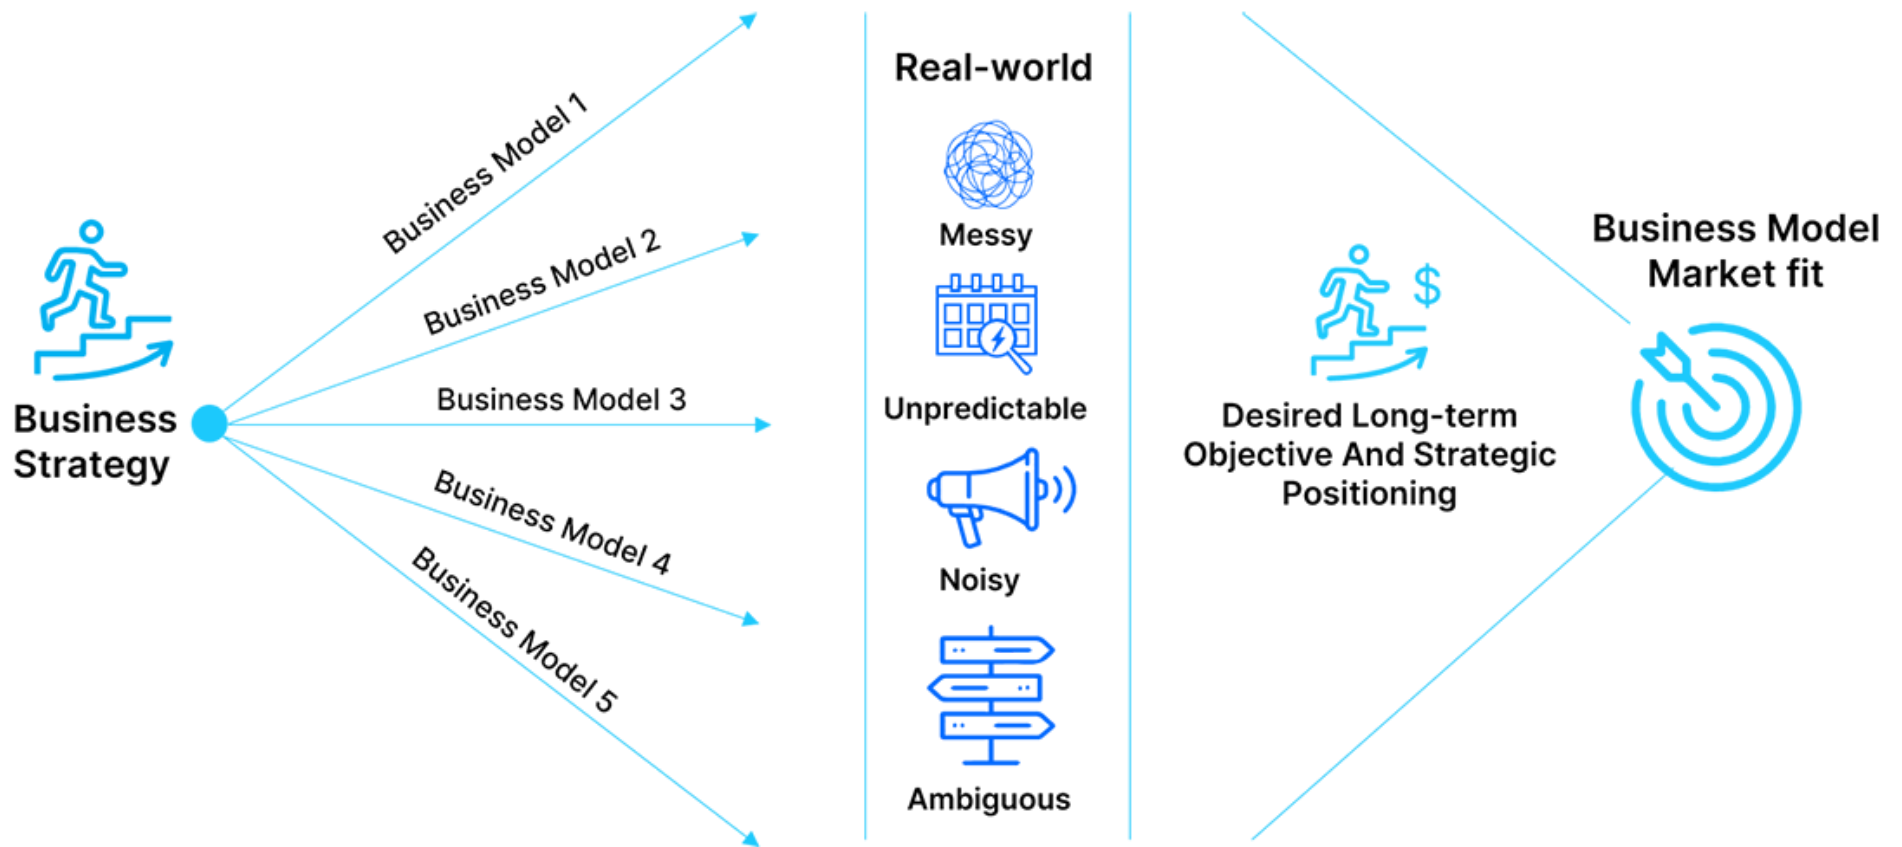 Business
Strategy
Business Model 1
Business Model 2
Business Model 3
Business Model 4
Business Model 5
Real-world
Messy
Unpredictable
Noisy
Ambiguous
$
Desired Long-term
Objective And Strategic
Positioning
Business Model
Market fit